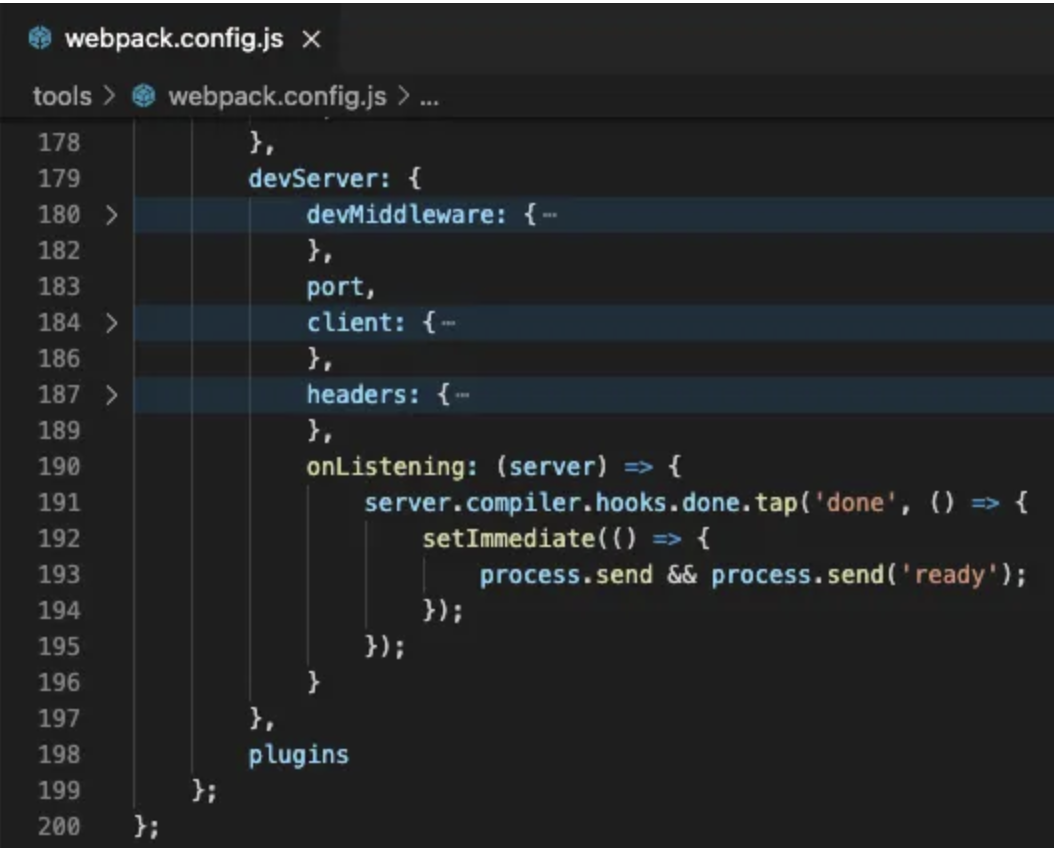 webpack.config.js ×
tools > webpack.config.js > ...
178 },
179 devServer: {
180 > devMiddleware: {⋯
182 },
183 port,
184 > client: {⋯
186 },
187 > headers: {⋯
189 },
190 onListening: (server) => {
191 server.compiler.hooks.done.tap('done', () => {
192 setImmediate(() => {
193 process.send && process.send('ready');
194 });
195 });
196 }
197 },
198 plugins
199 };
200 };